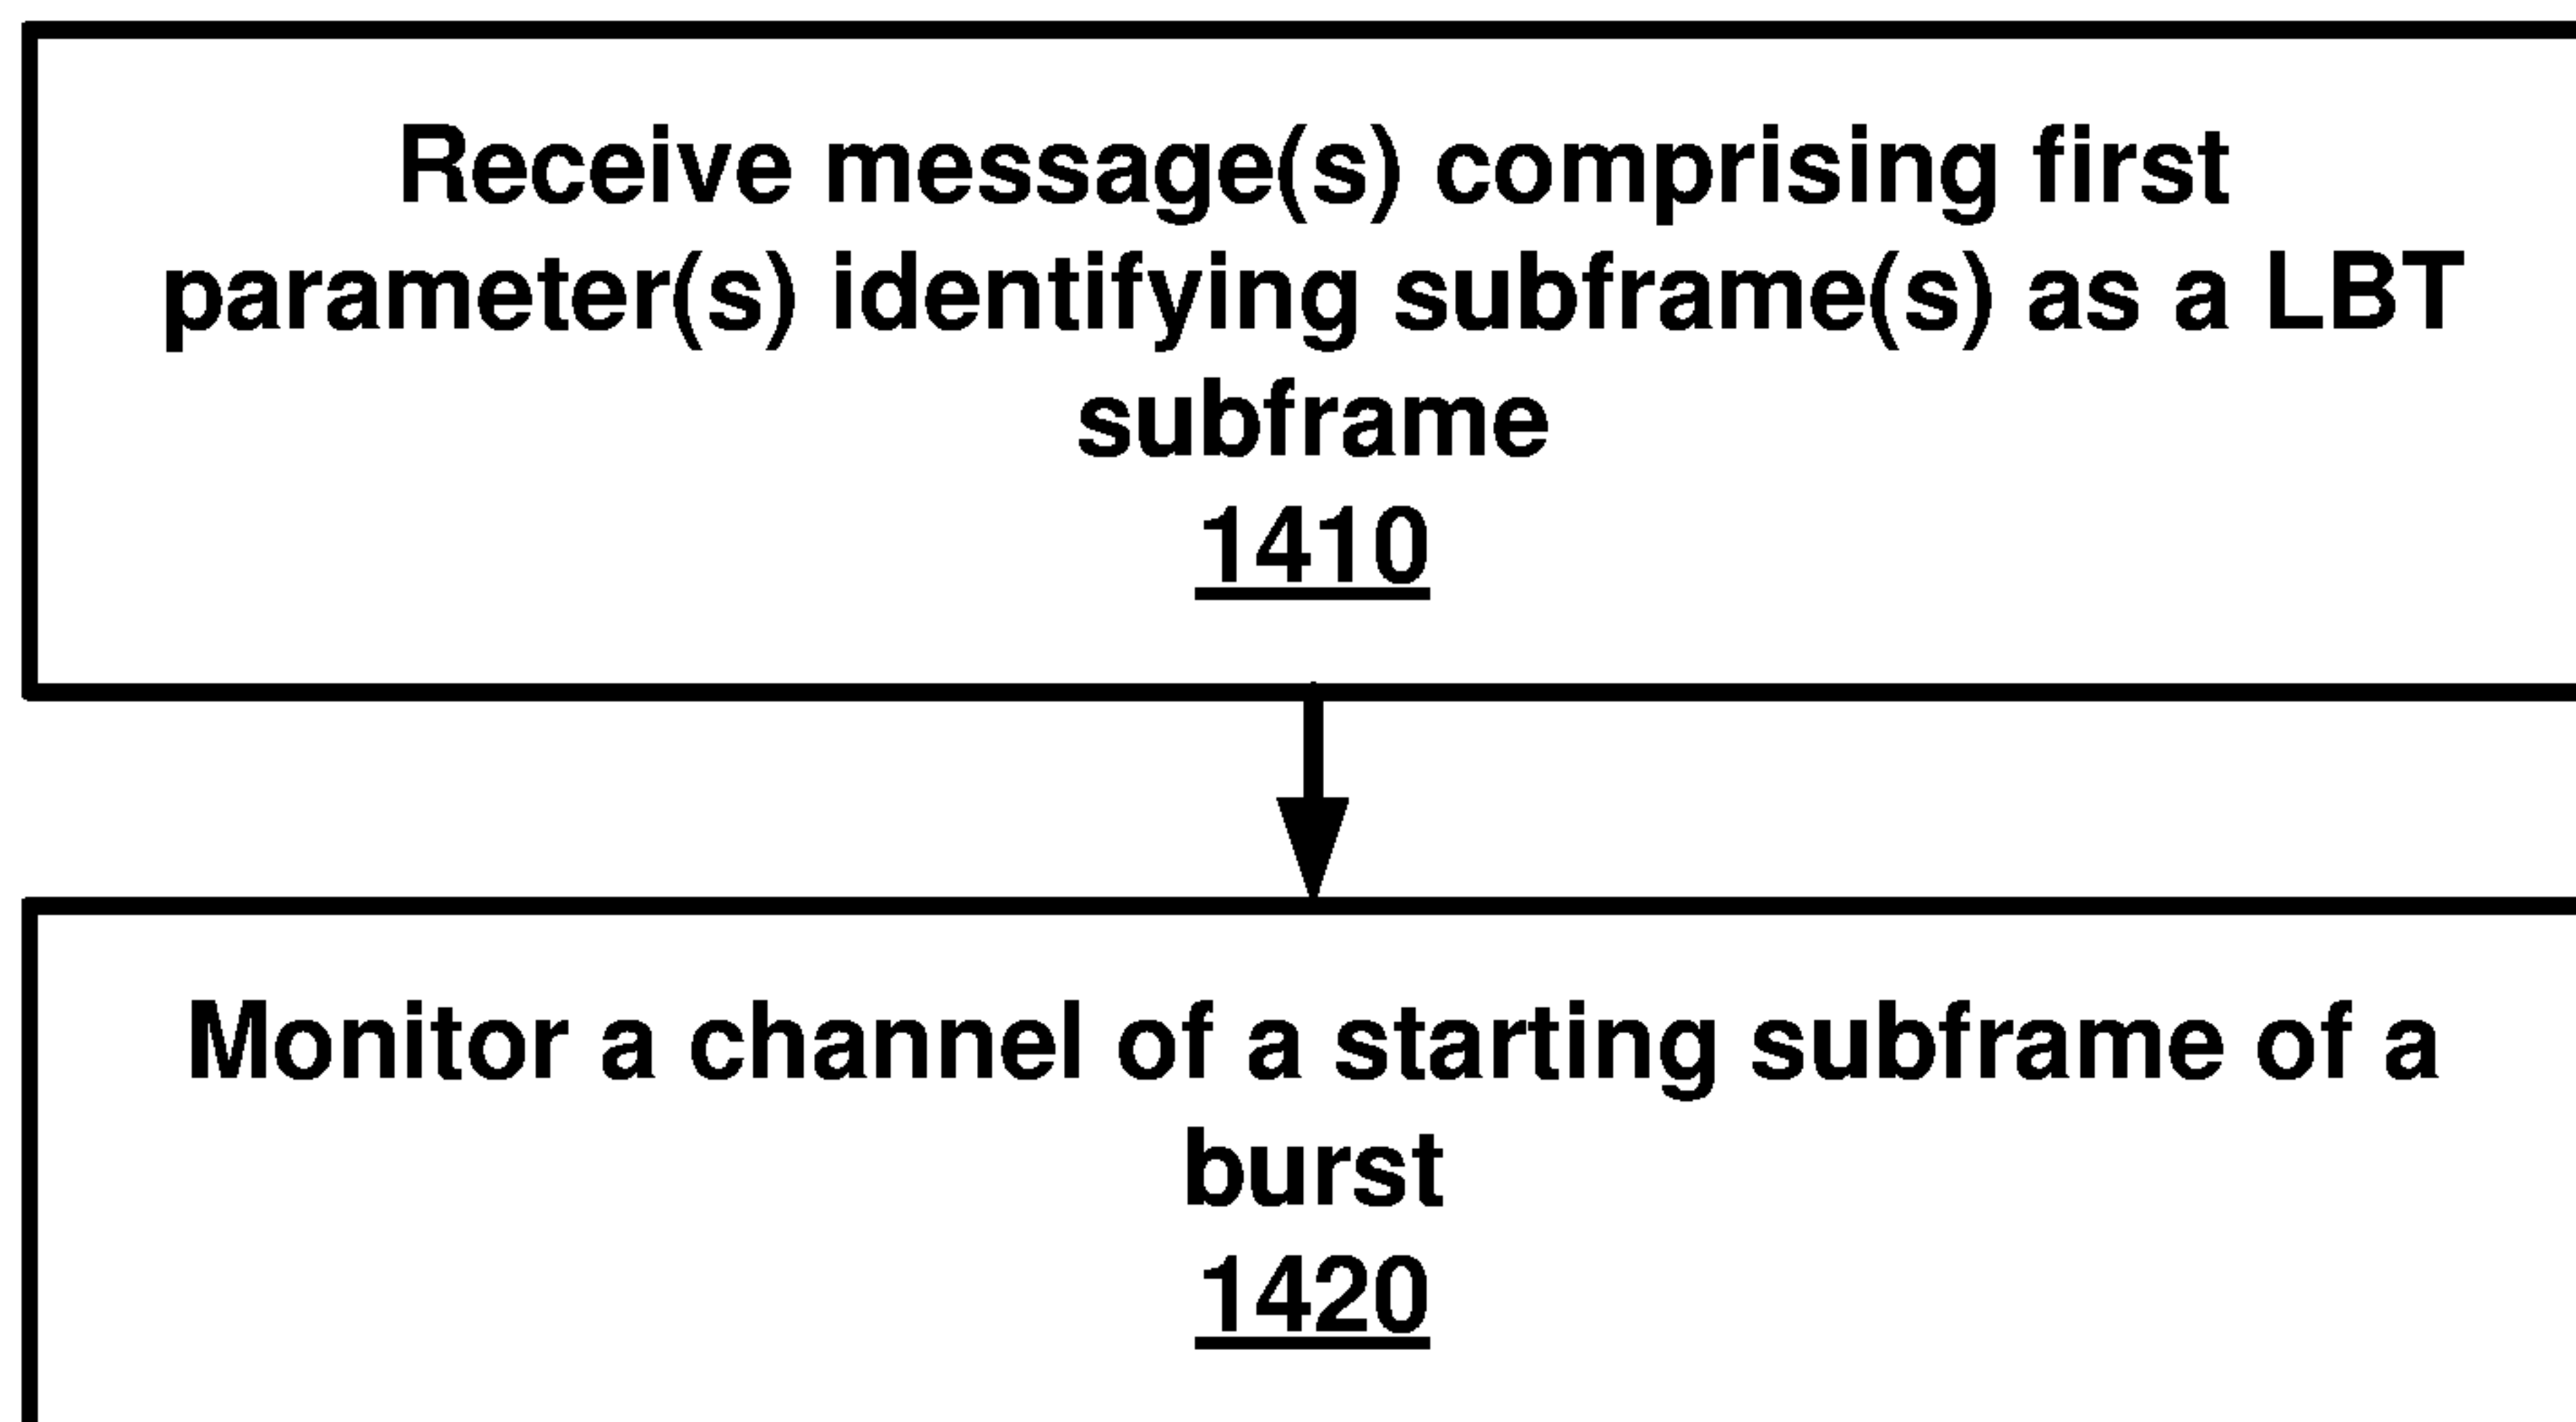 Receive message(s) comprising first
parameter(s) identifying subframe(s) as a LBT
subframe
1410
Monitor a channel of a starting subframe of a
burst
1420